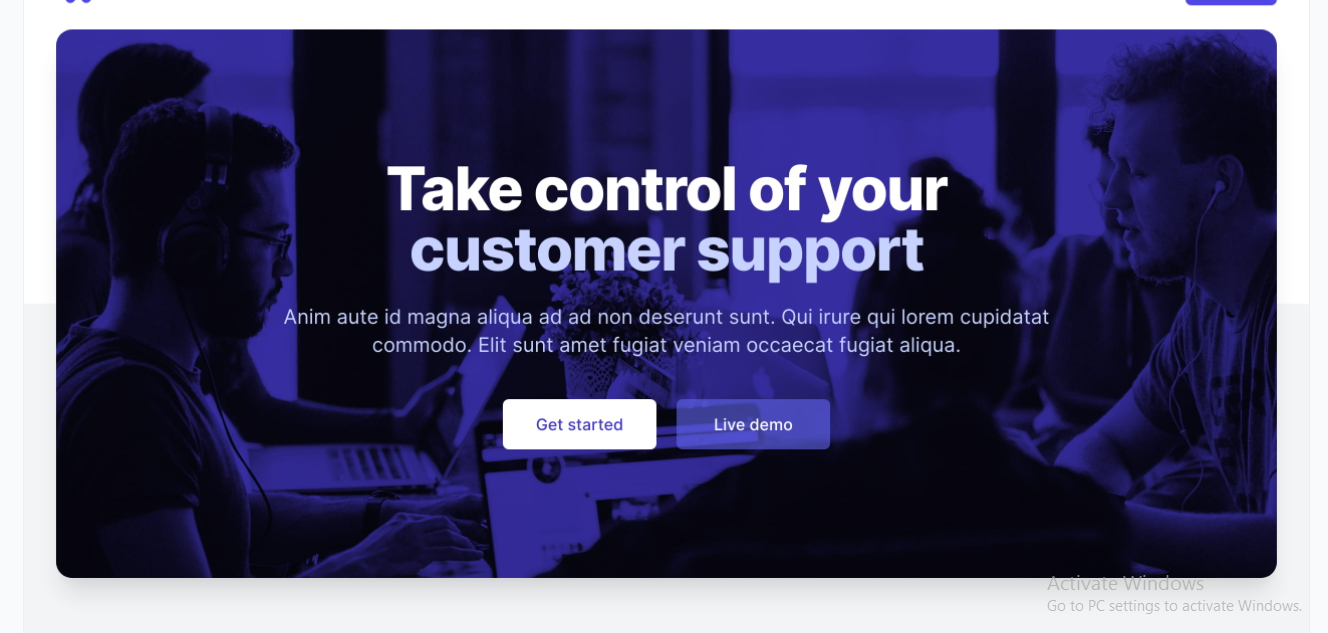 Take control of your
customer support
Anim aute id magna aliqua ad ad non deserunt sunt. Qui irure qui lorem cupidatat
commodo. Elit sunt amet fugiat veniam occaecat fugiat aliqua.
Get started
Live demo
Activate Windows
Go to PC settings to activate Windows.